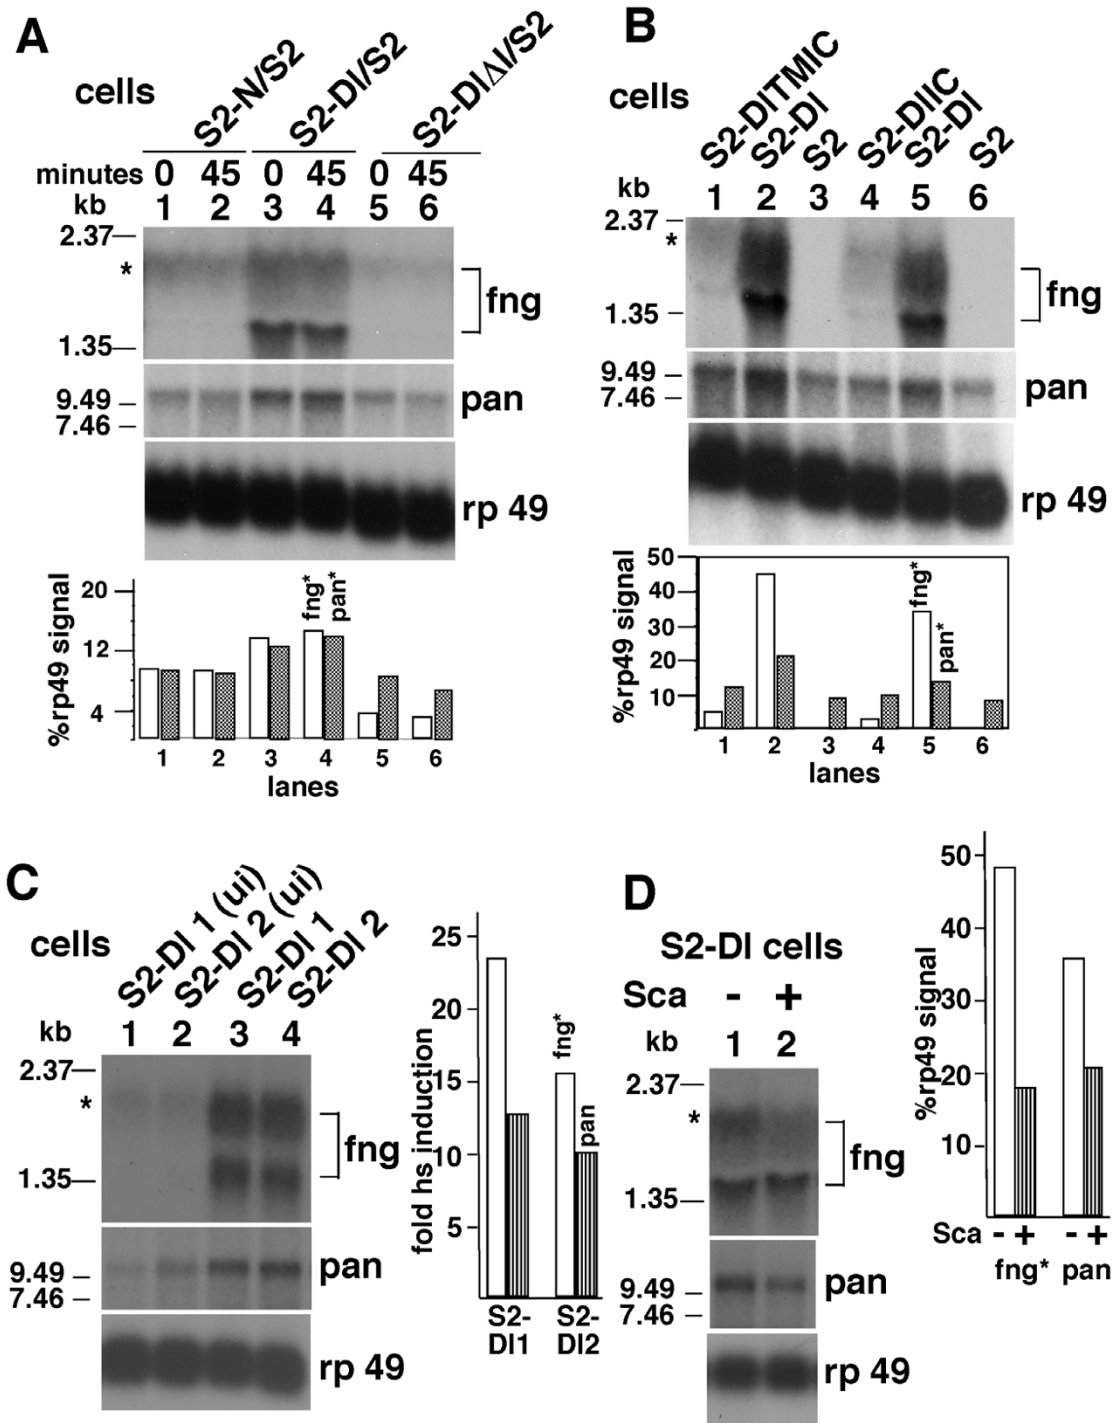 A
cells
S2-N/S2
S2-Dl/S2
S2-DlΔI/S2
minutes 0 45 0 45 0 45
kb 1 2 3 4 5 6
2.37
*
1.35
fng
9.49
7.46
pan
rp 49
%rp49 signal
20
12
4
fng*
pan*
1 2 3 4 5 6
lanes
B
cells
S2-DlTMIC
S2-Dl
S2
S2-DlIC
S2-Dl
S2
kb 1 2 3 4 5 6
2.37
*
1.35
fng
9.49
7.46
pan
rp 49
%rp49 signal
50
40
30
20
10
fng*
pan*
1 2 3 4 5 6
lanes
C
cells
S2-Dl 1 (ui)
S2-Dl 2 (ui)
S2-Dl 1
S2-Dl 2
kb 1 2 3 4
2.37
*
1.35
fng
9.49
7.46
pan
rp 49
fold hs induction
25
20
15
10
5
fng*
pan
S2-Dl1
S2-Dl2
D
S2-Dl cells
Sca - +
kb 1 2
2.37
*
1.35
fng
9.49
7.46
pan
rp 49
%rp49 signal
50
40
30
20
10
Sca - + - +
fng* pan